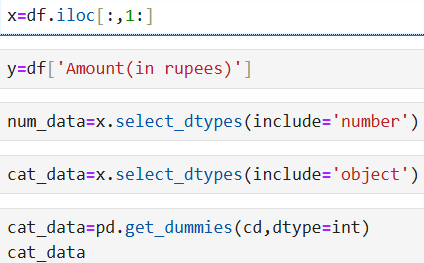 x=df.iloc[:,1:]
y=df['Amount(in rupees)']
num_data=x.select_dtypes(include='number')
cat_data=x.select_dtypes(include='object')
cat_data=pd.get_dummies(cd,dtype=int)
cat_data